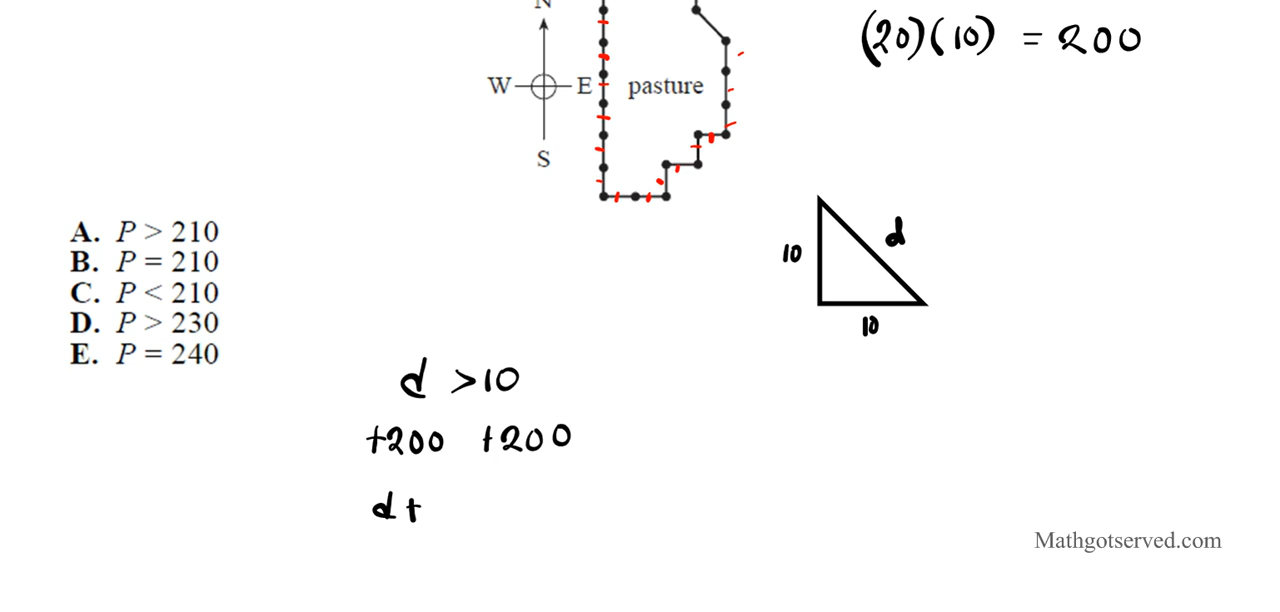 N
(20)(10) = 200
W E
pasture
S
A. P > 210
B. P = 210
C. P < 210
D. P > 230
E. P = 240
10
d
10
d >10
+200 +200
d+
Mathgotserved.com